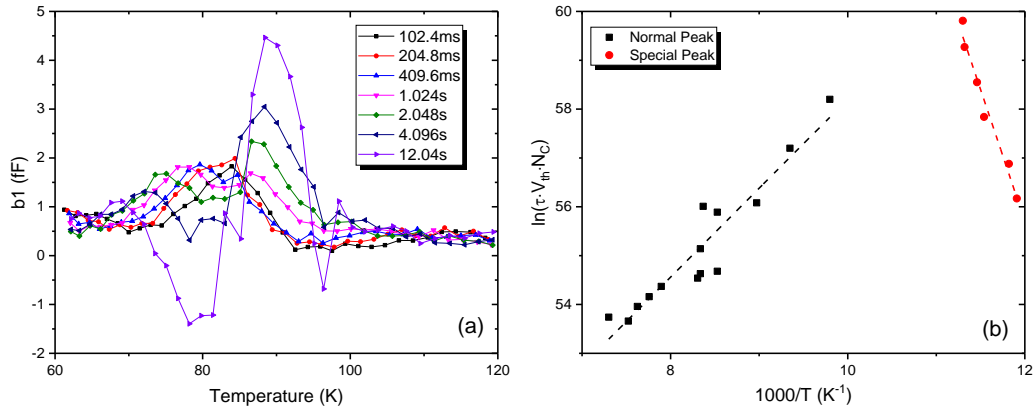 5
4
3
2
1
0
-1
-2
b1 (fF)
102.4ms
204.8ms
409.6ms
1.024s
2.048s
4.096s
12.04s
(a)
60
80
100
120
Temperature (K)
60
58
56
54
ln(τ·V_th·N_C)
Normal Peak
Special Peak
(b)
8
9
10
11
12
1000/T (K⁻¹)